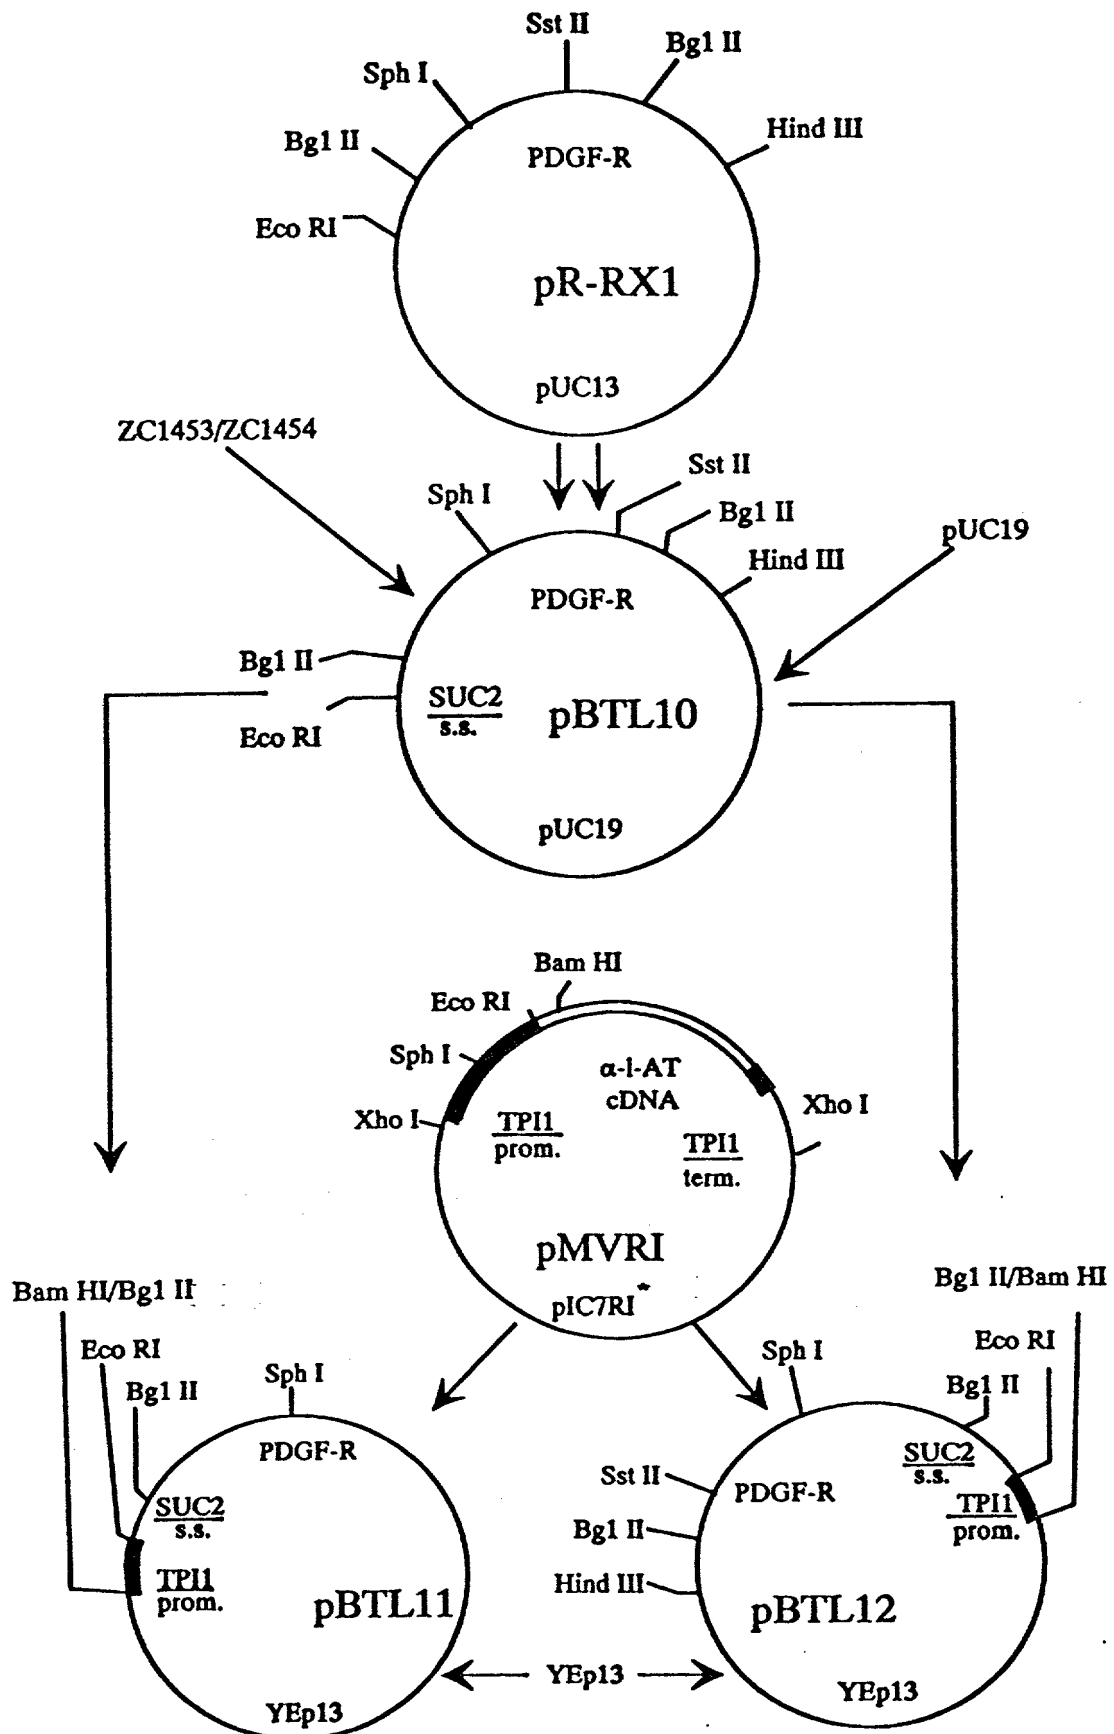 Sst II
Bg1 II
Sph I
Hind III
Bg1 II
PDGF-R
Eco RI
pR-RX1
pUC13
ZC1453/ZC1454
Sst II
Sph I
Bg1 II
pUC19
Hind III
PDGF-R
Bg1 II
SUC2
s.s.
pBTL10
Eco RI
pUC19
Bam HI
Eco RI
Sph I
α-1-AT
cDNA
Xho I
Xho I
TPI1
prom.
TPI1
term.
pMVRI
pIC7RI*
Bam HI/Bg1 II
Bg1 II/Bam HI
Eco RI
Sph I
Bg1 II
PDGF-R
SUC2
s.s.
TPI1
prom.
pBTL11
YEp13
Sph I
Eco RI
Bg1 II
SUC2
s.s.
Sst II
PDGF-R
TPI1
prom.
Bg1 II
Hind III
pBTL12
YEp13
YEp13